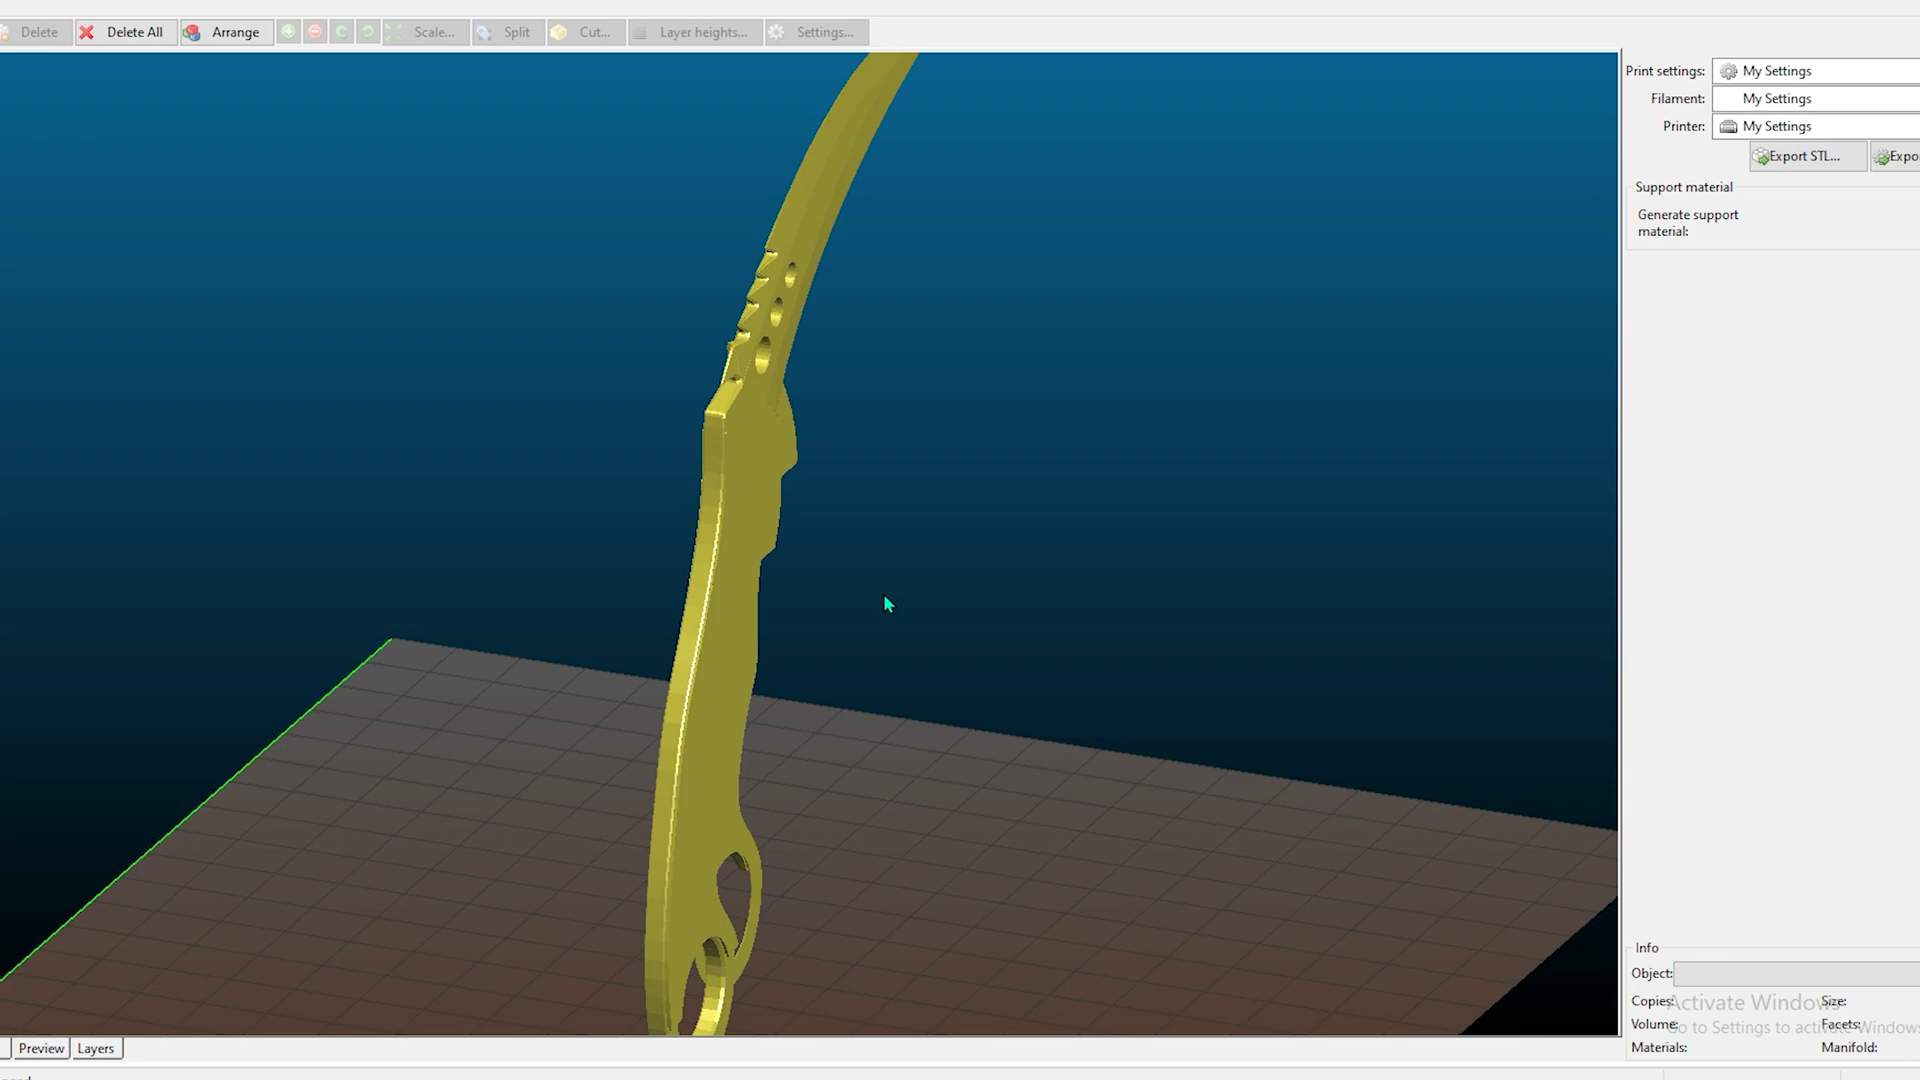 Delete Delete All Arrange Scale... Split Cut... Layer heights... Settings...
Print settings: My Settings
Filament: My Settings
Printer: My Settings
Export STL... Expo
Support material
Generate support
material:
Info
Object:
Copies: Size:
Activate Windows
Volume: Facets:
Go to Settings to activate Windows
Materials: Manifold:
Preview Layers